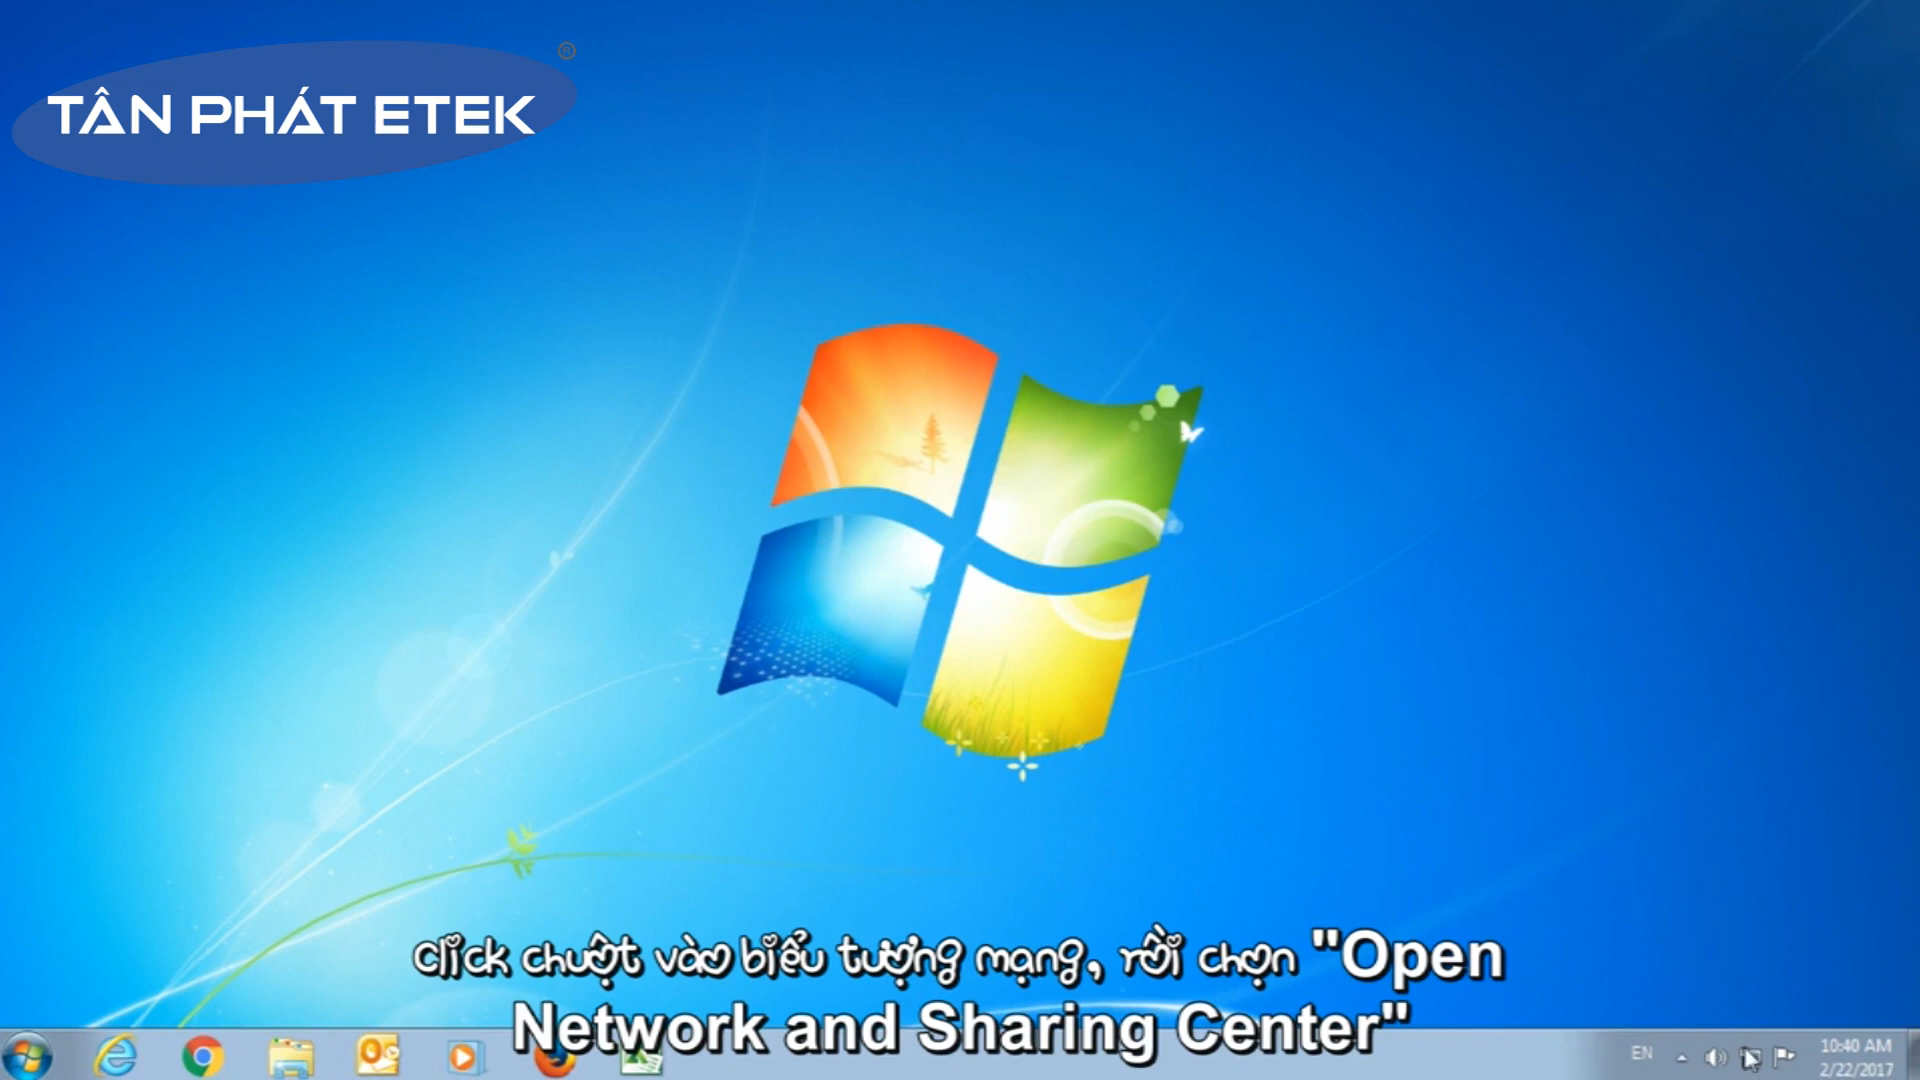 TÂN PHÁT ETEK ®
Click chuột vào biểu tượng mạng, rồi chọn "Open
Network and Sharing Center"
EN
10:40 AM
2/22/2017